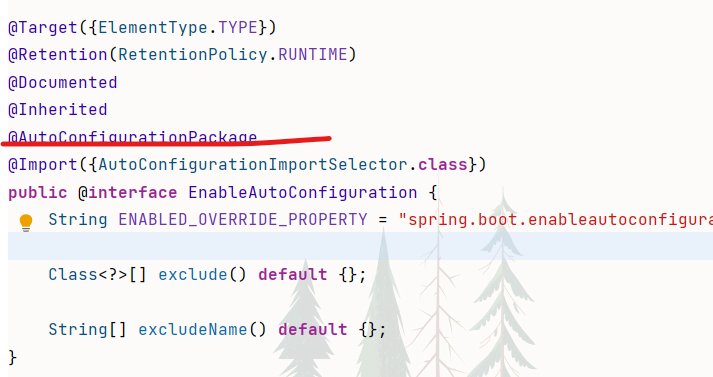 @Target({ElementType.TYPE})
@Retention(RetentionPolicy.RUNTIME)
@Documented
@Inherited
@AutoConfigurationPackage
@Import({AutoConfigurationImportSelector.class})
public @interface EnableAutoConfiguration {
String ENABLED_OVERRIDE_PROPERTY = "spring.boot.enableautoconfigura
Class<?>[] exclude() default {};
String[] excludeName() default {};
}